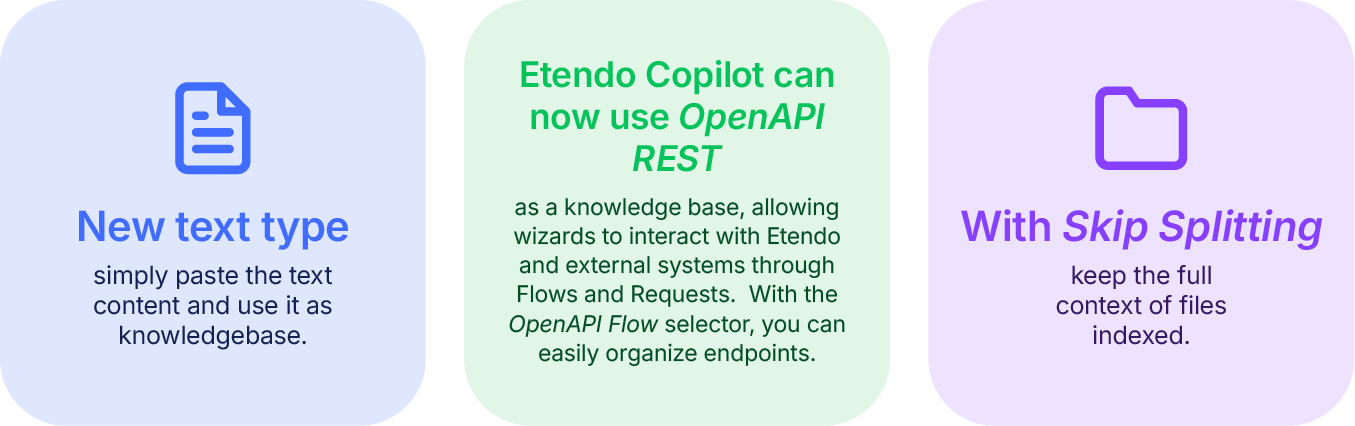 New text type
simply paste the text
content and use it as
knowledgebase.
Etendo Copilot can
now use OpenAPI
REST
as a knowledge base, allowing
wizards to interact with Etendo
and external systems through
Flows and Requests.  With the
OpenAPI Flow selector, you can
easily organize endpoints.
With Skip Splitting
keep the full
context of files
indexed.